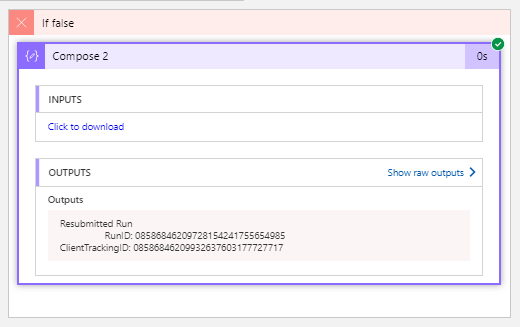 If false
Compose 2
0s
INPUTS
Click to download
OUTPUTS
Show raw outputs
Outputs
Resubmitted Run
RunID: 08586846209728154241755654985
ClientTrackingID: 08586846209932637603177727717